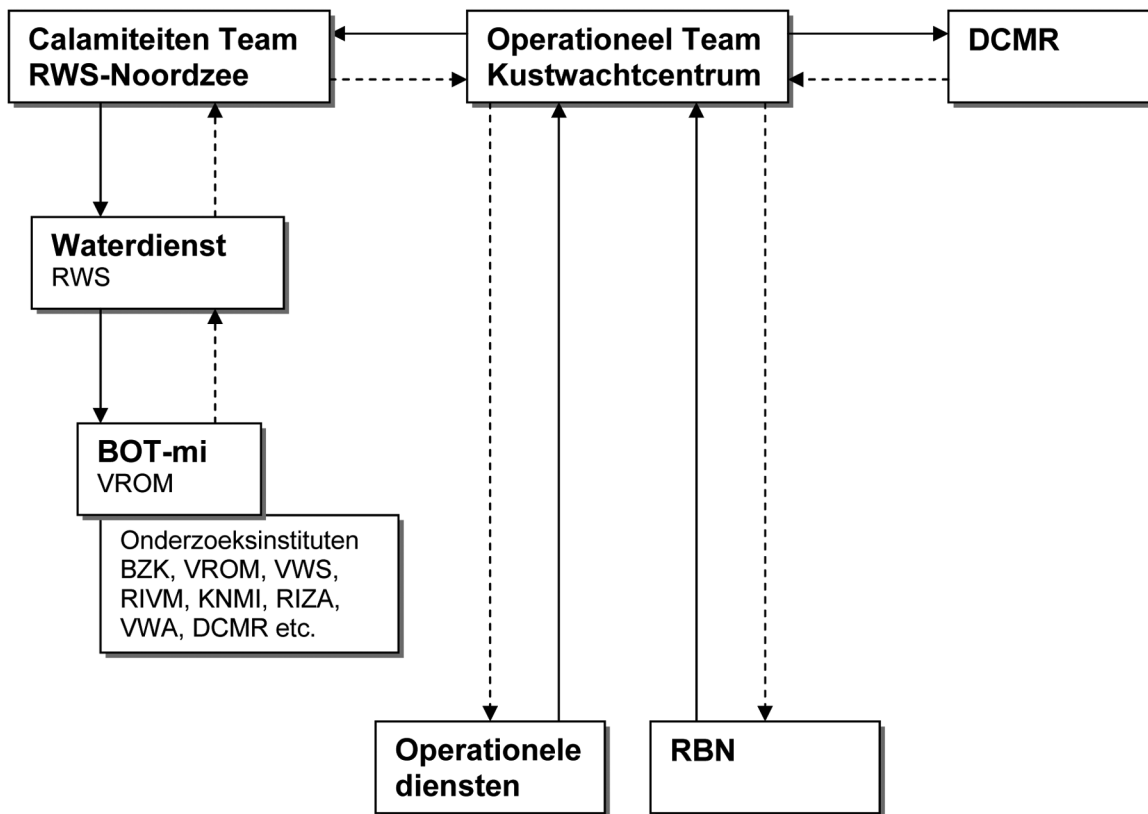 Calamiteiten Team
RWS-Noordzee
Operationeel Team
Kustwachtcentrum
DCMR
Waterdienst
RWS
BOT-mi
VROM
Onderzoeksinstituten
BZK, VROM, VWS,
RIVM, KNMI, RIZA,
VWA, DCMR etc.
Operationele
diensten
RBN